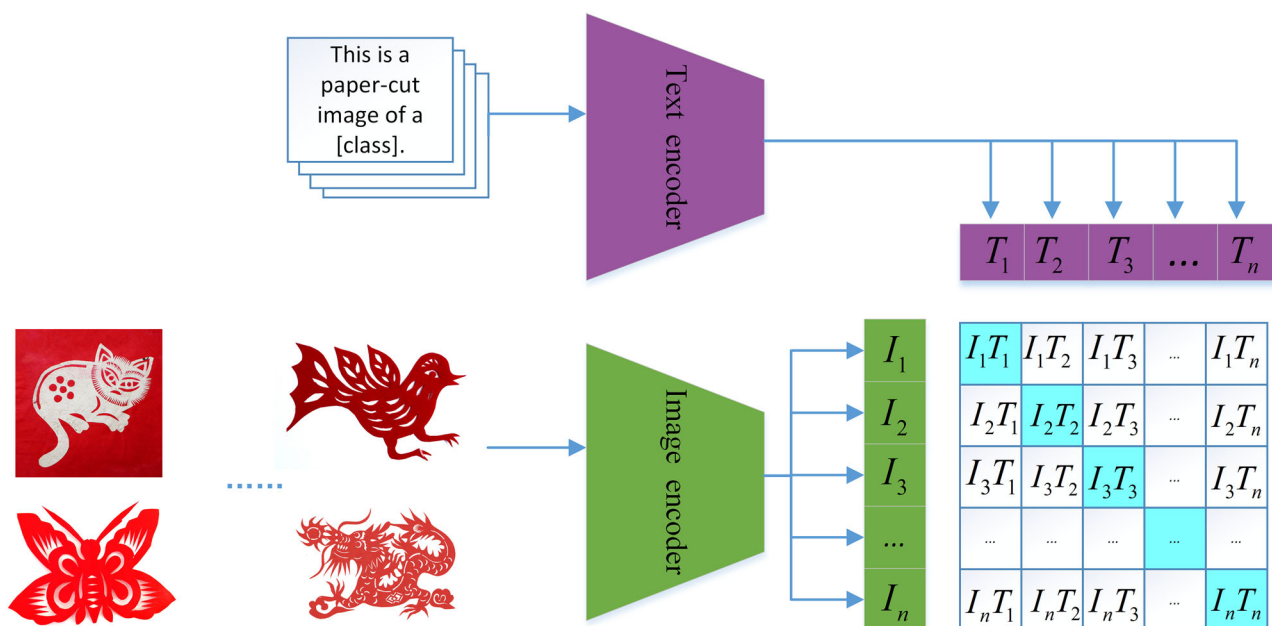 This is a
paper-cut
image of a
[class].
Text encoder
T₁ T₂ T₃ ... Tₙ
Image encoder
I₁
I₂
I₃
...
Iₙ
I₁T₁ I₁T₂ I₁T₃ ... I₁Tₙ
I₂T₁ I₂T₂ I₂T₃ ... I₂Tₙ
I₃T₁ I₃T₂ I₃T₃ ... I₃Tₙ
... ... ... ... ...
IₙT₁ IₙT₂ IₙT₃ ... IₙTₙ